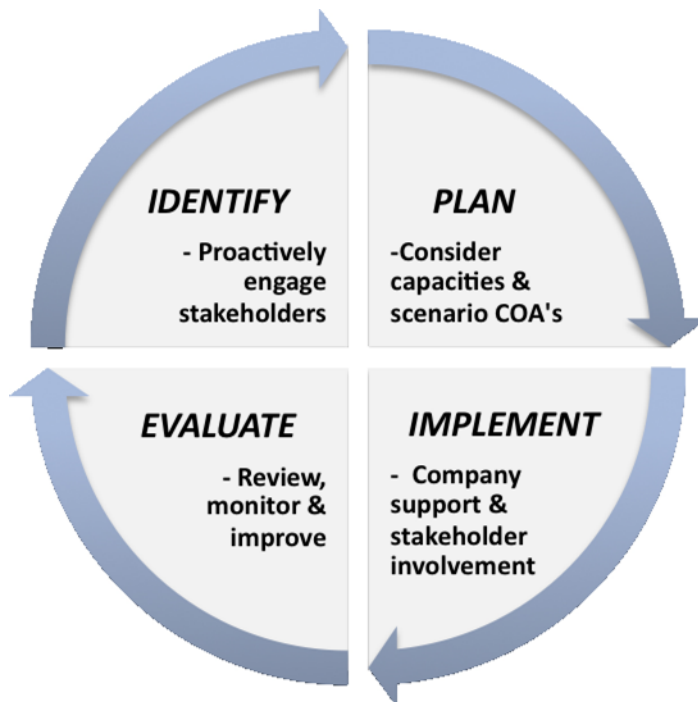 IDENTIFY
- Proactively
engage
stakeholders
PLAN
-Consider
capacities &
scenario COA's
EVALUATE
- Review,
monitor &
improve
IMPLEMENT
- Company
support &
stakeholder
involvement